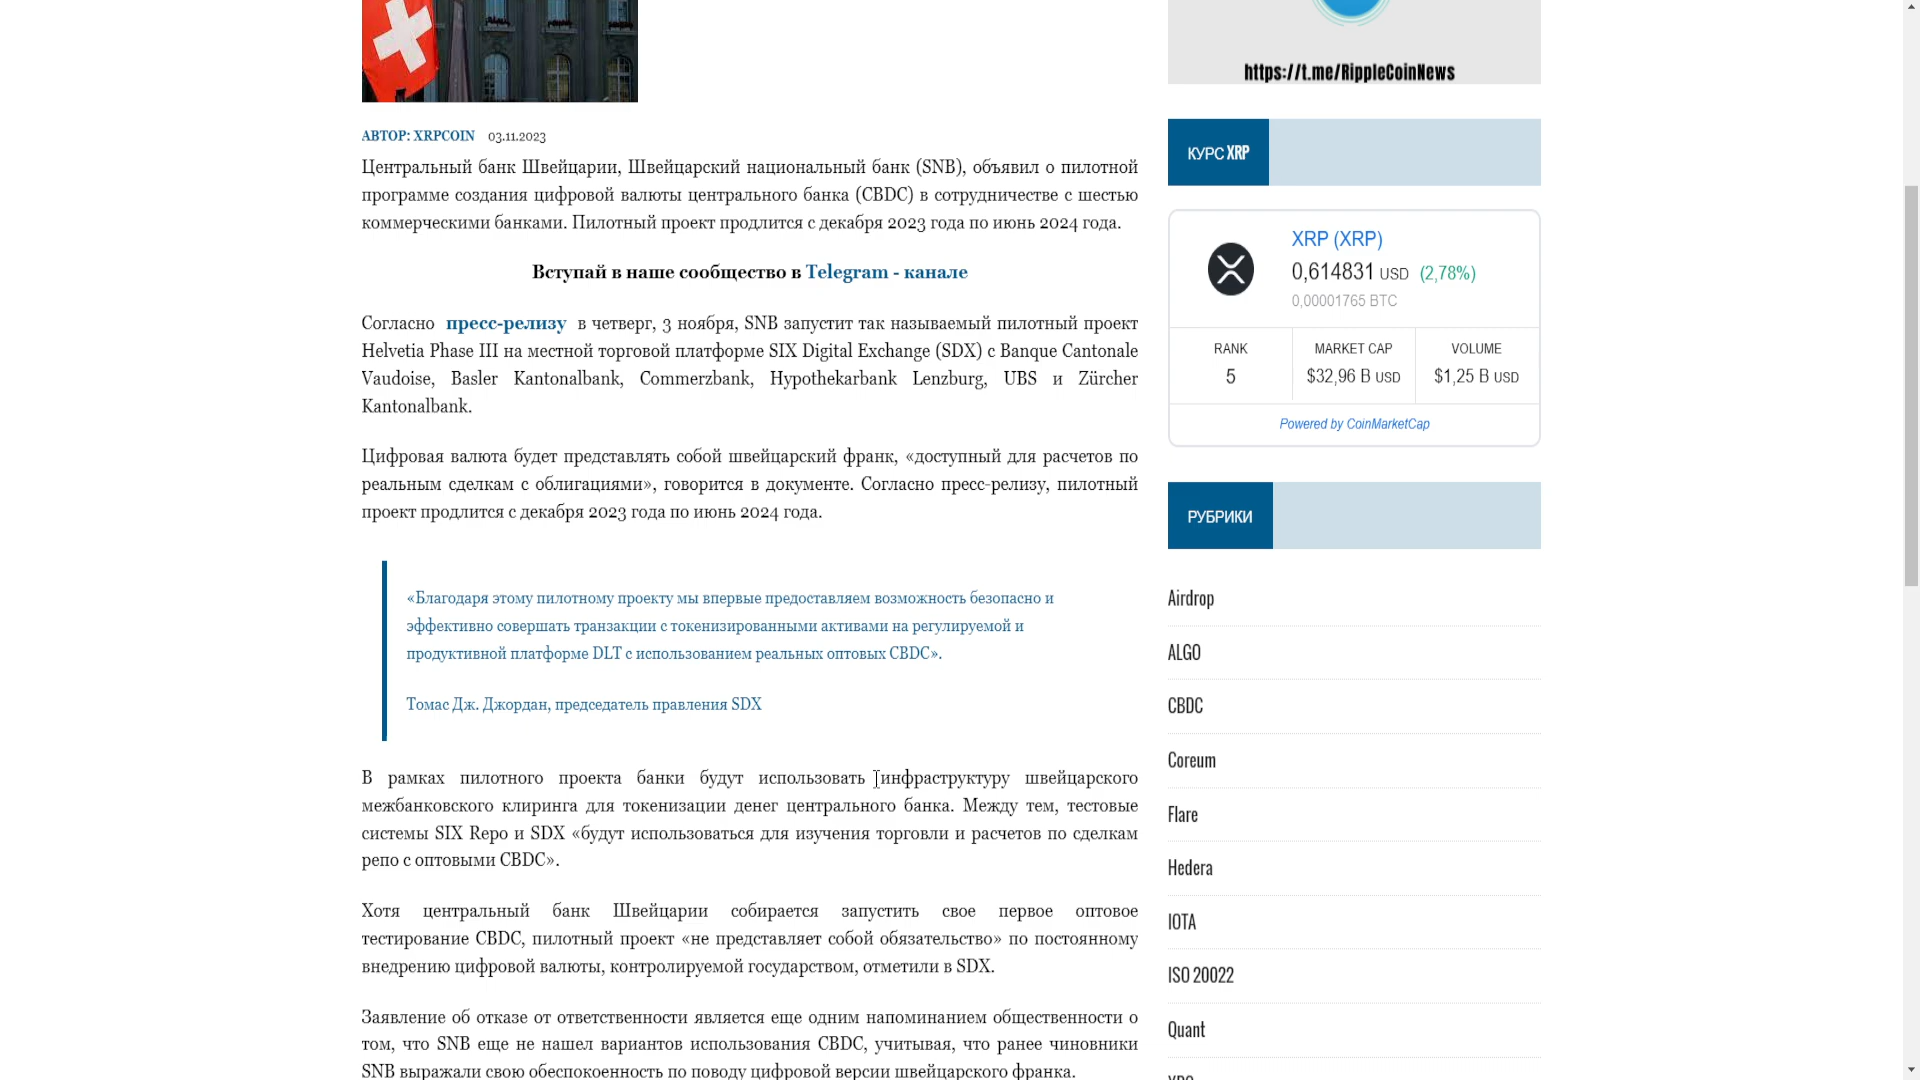 https://t.me/RippleCoinNews
АВТОР: XRPCOIN 03.11.2023
Центральный банк Швейцарии, Швейцарский национальный банк (SNB), объявил о пилотной
программе создания цифровой валюты центрального банка (CBDC) в сотрудничестве с шестью
коммерческими банками. Пилотный проект продлится с декабря 2023 года по июнь 2024 года.
Вступай в наше сообщество в Telegram - канале
Согласно пресс-релизу в четверг, 3 ноября, SNB запустит так называемый пилотный проект
Helvetia Phase III на местной торговой платформе SIX Digital Exchange (SDX) с Banque Cantonale
Vaudoise, Basler Kantonalbank, Commerzbank, Hypothekarbank Lenzburg, UBS и Zürcher
Kantonalbank.
Цифровая валюта будет представлять собой швейцарский франк, «доступный для расчетов по
реальным сделкам с облигациями», говорится в документе. Согласно пресс-релизу, пилотный
проект продлится с декабря 2023 года по июнь 2024 года.
«Благодаря этому пилотному проекту мы впервые предоставляем возможность безопасно и
эффективно совершать транзакции с токенизированными активами на регулируемой и
продуктивной платформе DLT с использованием реальных оптовых CBDC».
Томас Дж. Джордан, председатель правления SDX
В рамках пилотного проекта банки будут использовать инфраструктуру швейцарского
межбанковского клиринга для токенизации денег центрального банка. Между тем, тестовые
системы SIX Repo и SDX «будут использоваться для изучения торговли и расчетов по сделкам
репо с оптовыми CBDC».
Хотя центральный банк Швейцарии собирается запустить свое первое оптовое
тестирование CBDC, пилотный проект «не представляет собой обязательство» по постоянному
внедрению цифровой валюты, контролируемой государством, отметили в SDX.
Заявление об отказе от ответственности является еще одним напоминанием общественности о
том, что SNB еще не нашел вариантов использования CBDC, учитывая, что ранее чиновники
SNB выражали свою обеспокоенность по поводу цифровой версии швейцарского франка.
КУРС XRP
XRP (XRP)
0,614831 USD (2,78%)
0,00001765 BTC
RANK
5
MARKET CAP
$32,96 B USD
VOLUME
$1,25 B USD
Powered by CoinMarketCap
РУБРИКИ
Airdrop
ALGO
CBDC
Coreum
Flare
Hedera
IOTA
ISO 20022
Quant